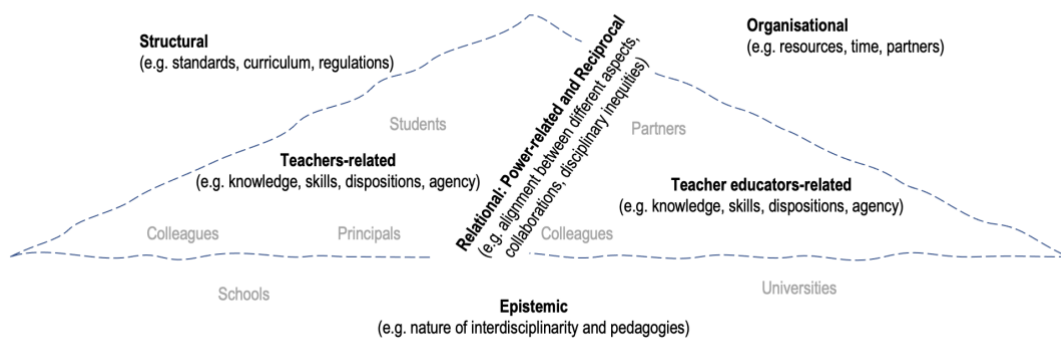 Structural
(e.g. standards, curriculum, regulations)
Organisational
(e.g. resources, time, partners)
Students
Partners
Teachers-related
(e.g. knowledge, skills, dispositions, agency)
Relational: Power-related and Reciprocal
(e.g. alignment between different aspects,
collaborations, disciplinary inequities)
Teacher educators-related
(e.g. knowledge, skills, dispositions, agency)
Colleagues
Principals
Colleagues
Schools
Universities
Epistemic
(e.g. nature of interdisciplinarity and pedagogies)